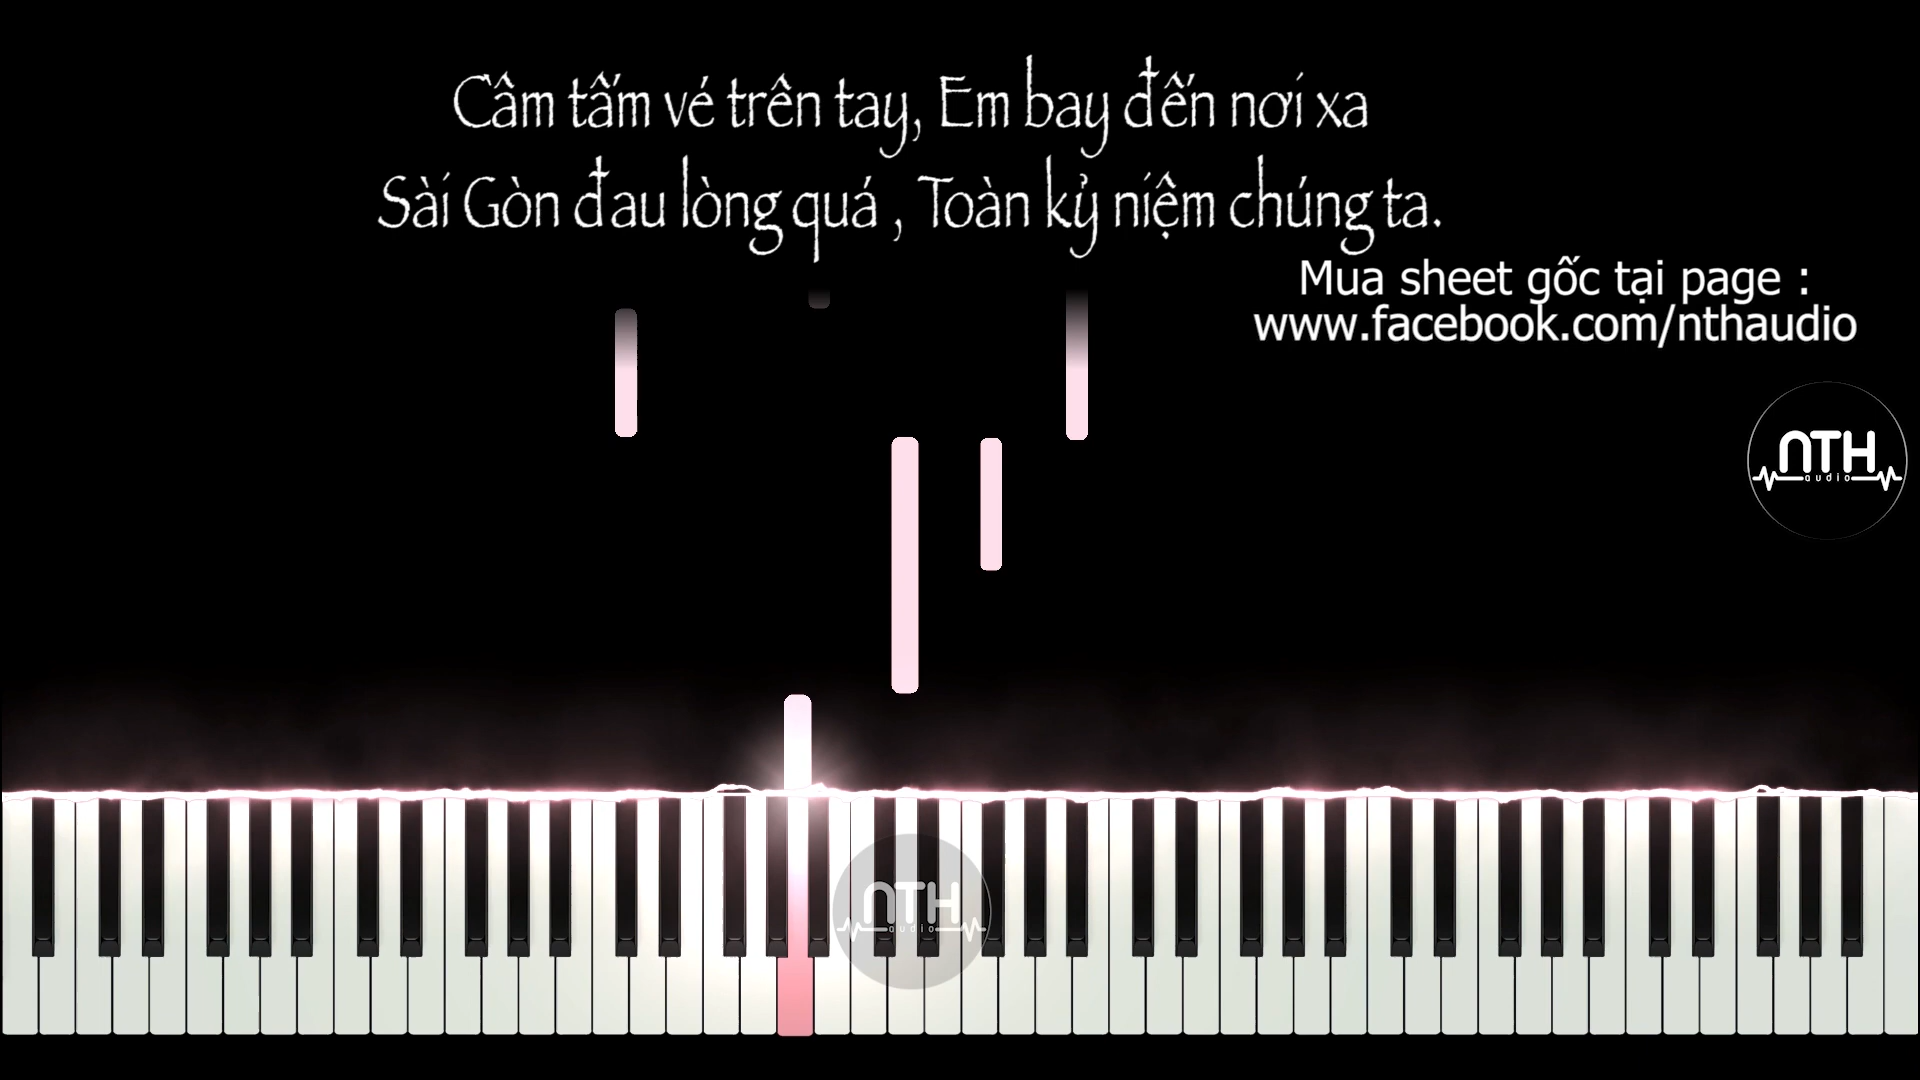 Cầm tấm vé trên tay, Em bay đến nơi xa
Sài Gòn đau lòng quá , Toàn kỷ niệm chúng ta.
Mua sheet gốc tại page :
www.facebook.com/nthaudio
NTH
audio
NTH
audio